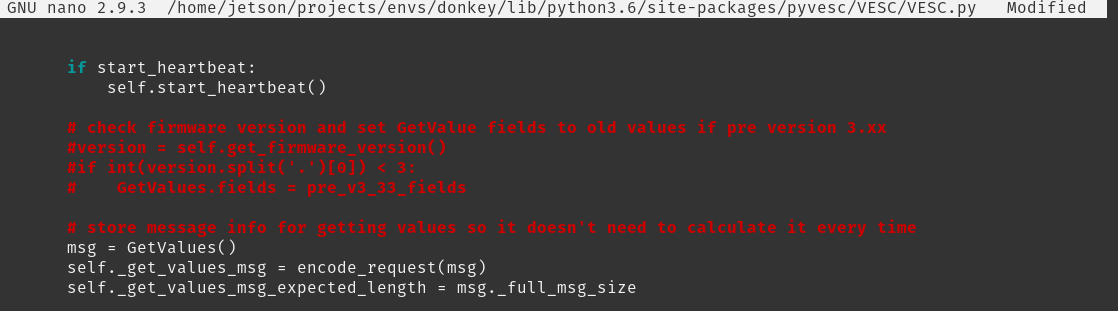 GNU nano 2.9.3 /home/jetson/projects/envs/donkey/lib/python3.6/site-packages/pyvesc/VESC/VESC.py Modified
if start_heartbeat:
self.start_heartbeat()
# check firmware version and set GetValue fields to old values if pre version 3.xx
#version = self.get_firmware_version()
#if int(version.split('.')[0]) < 3:
#    GetValues.fields = pre_v3_33_fields
# store message info for getting values so it doesn't need to calculate it every time
msg = GetValues()
self._get_values_msg = encode_request(msg)
self._get_values_msg_expected_length = msg._full_msg_size